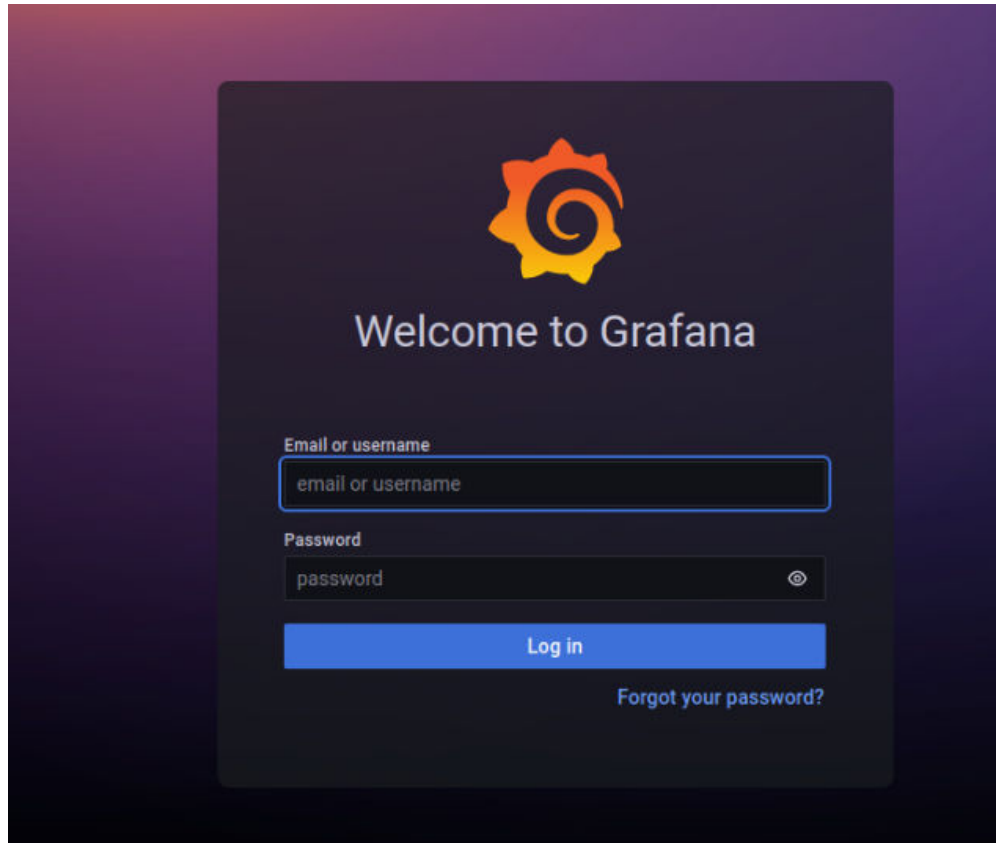 Welcome to Grafana
Email or username
email or username
Password
password
Log in
Forgot your password?